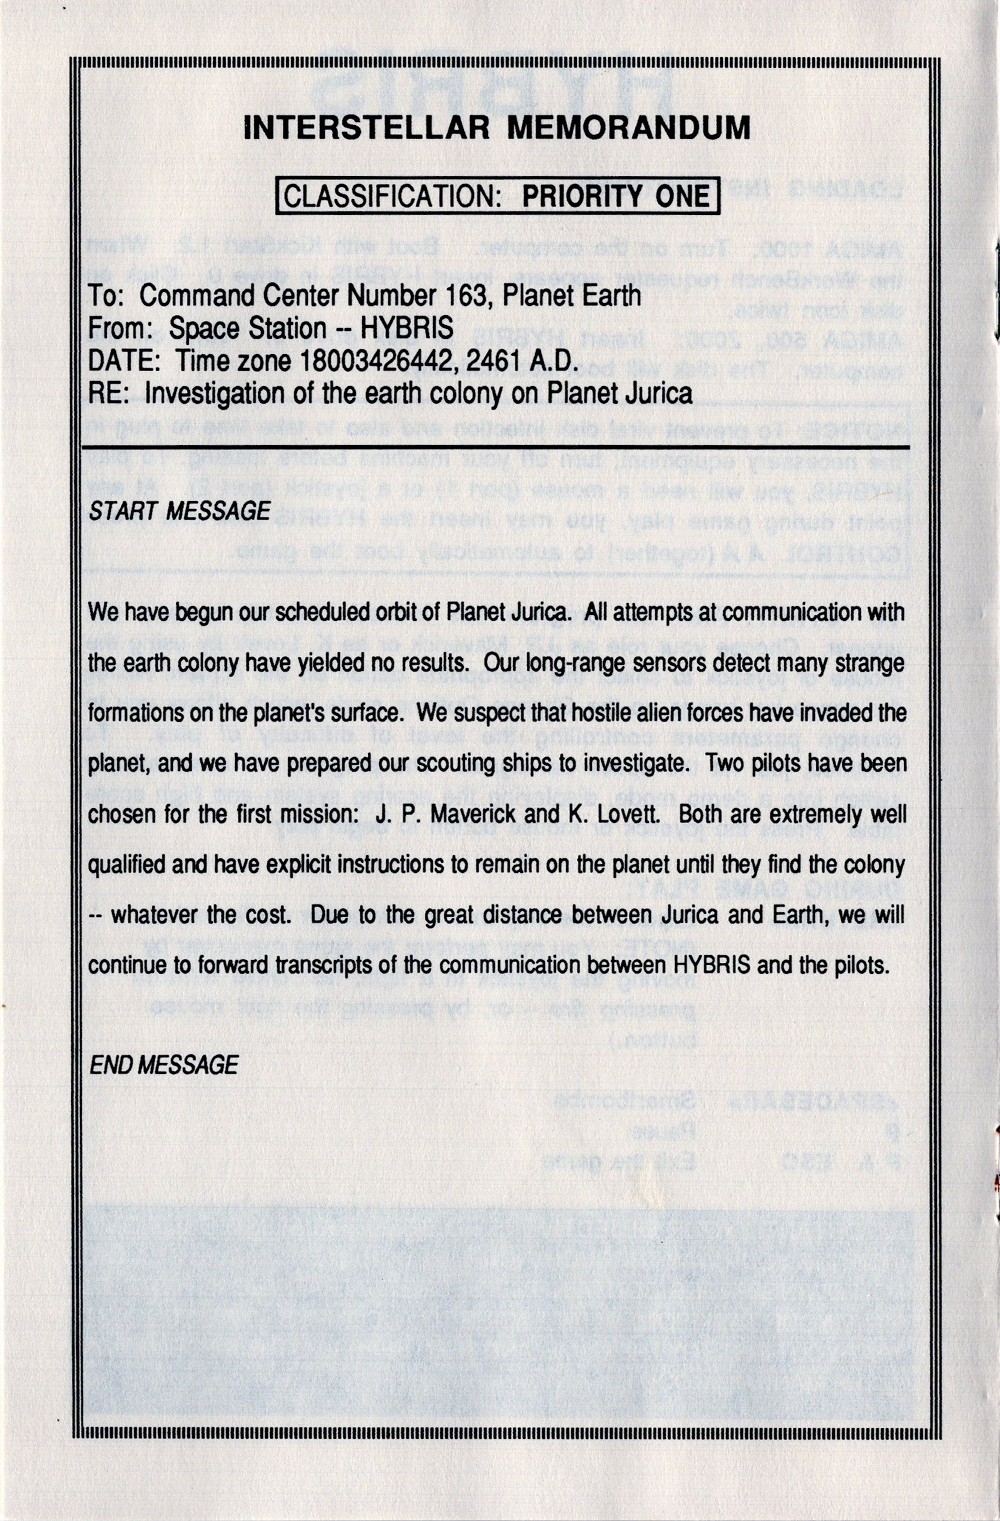 INTERSTELLAR MEMORANDUM
CLASSIFICATION: PRIORITY ONE
To: Command Center Number 163, Planet Earth
From: Space Station -- HYBRIS
DATE: Time zone 18003426442, 2461 A.D.
RE: Investigation of the earth colony on Planet Jurica
START MESSAGE
We have begun our scheduled orbit of Planet Jurica. All attempts at communication with
the earth colony have yielded no results. Our long-range sensors detect many strange
formations on the planet's surface. We suspect that hostile alien forces have invaded the
planet, and we have prepared our scouting ships to investigate. Two pilots have been
chosen for the first mission: J. P. Maverick and K. Lovett. Both are extremely well
qualified and have explicit instructions to remain on the planet until they find the colony
-- whatever the cost. Due to the great distance between Jurica and Earth, we will
continue to forward transcripts of the communication between HYBRIS and the pilots.
END MESSAGE